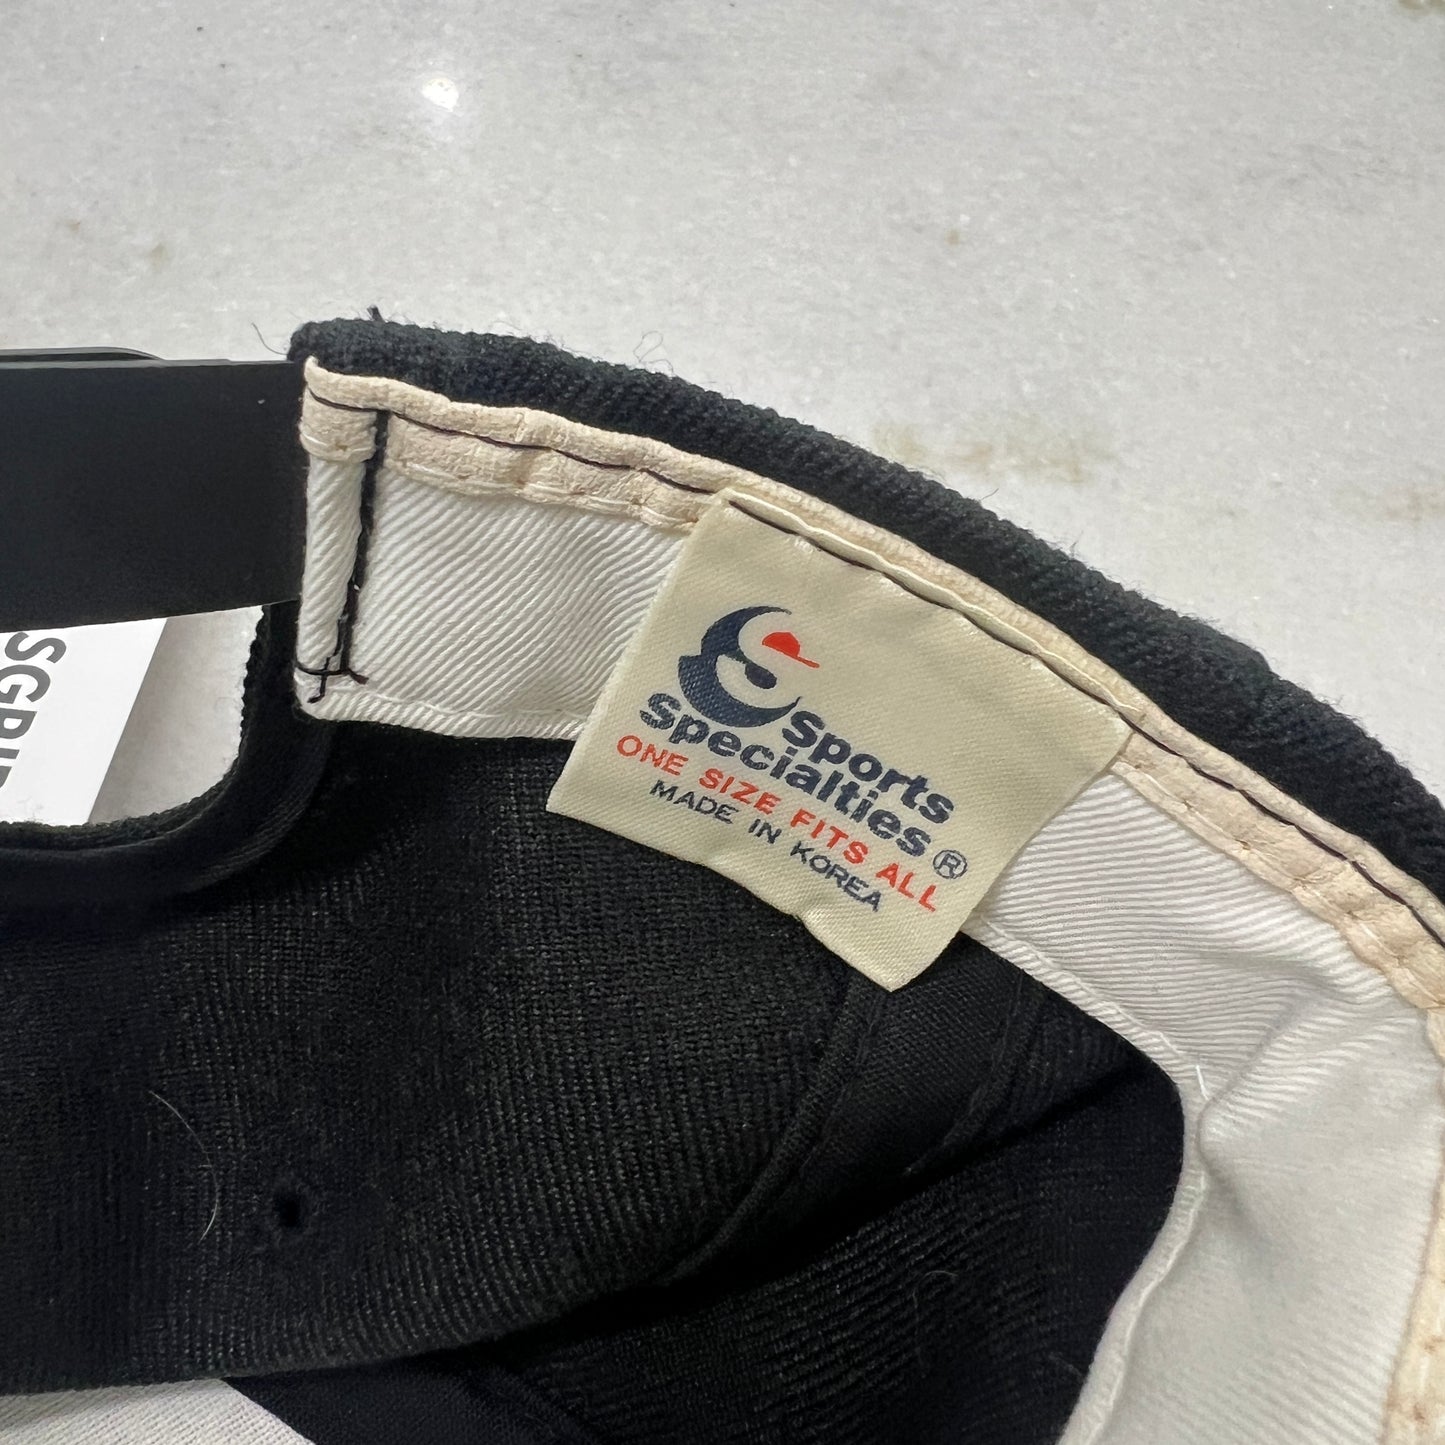 Sports
Specialties®
ONE SIZE FITS ALL
MADE IN KOREA